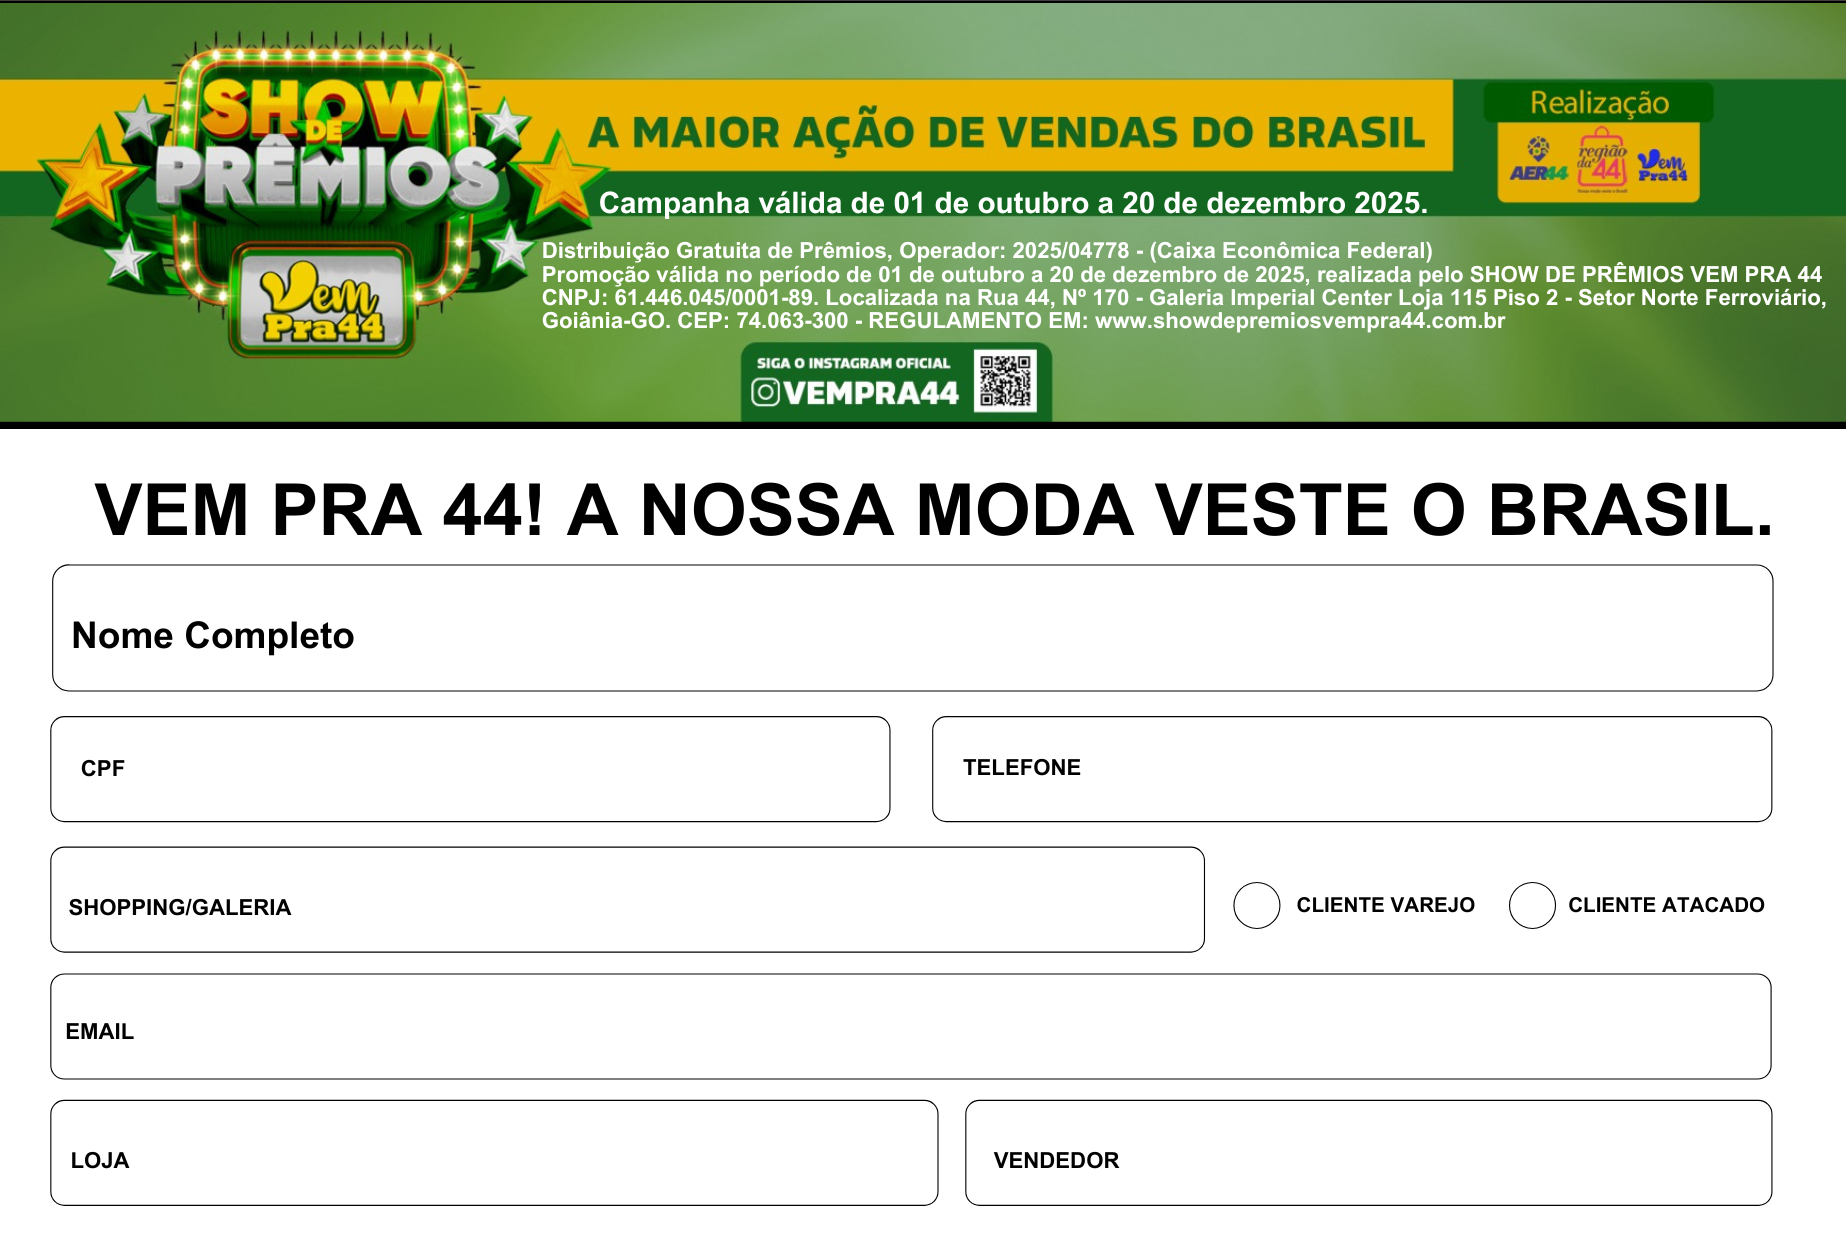 SHOW
DE
PRÊMIOS
Vem
Pra44
A MAIOR AÇÃO DE VENDAS DO BRASIL
Realização
AER44
região
da 44
Vem
Pra44
Campanha válida de 01 de outubro a 20 de dezembro 2025.
Distribuição Gratuita de Prêmios, Operador: 2025/04778 - (Caixa Econômica Federal)
Promoção válida no período de 01 de outubro a 20 de dezembro de 2025, realizada pelo SHOW DE PRÊMIOS VEM PRA 44
CNPJ: 61.446.045/0001-89. Localizada na Rua 44, Nº 170 - Galeria Imperial Center Loja 115 Piso 2 - Setor Norte Ferroviário,
Goiânia-GO. CEP: 74.063-300 - REGULAMENTO EM: www.showdepremiosvempra44.com.br
SIGA O INSTAGRAM OFICIAL
VEMPRA44
VEM PRA 44! A NOSSA MODA VESTE O BRASIL.
Nome Completo
CPF
TELEFONE
SHOPPING/GALERIA
CLIENTE VAREJO
CLIENTE ATACADO
EMAIL
LOJA
VENDEDOR